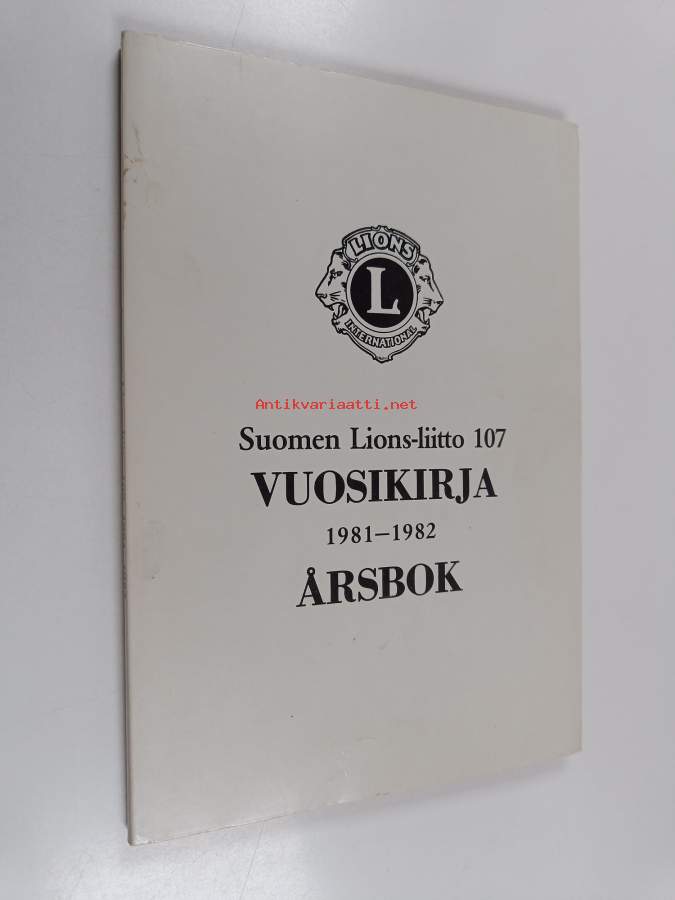 LIONS
L
INTERNATIONAL
Antikvariaatti.net
Suomen Lions-liitto 107
VUOSIKIRJA
1981–1982
ÅRSBOK